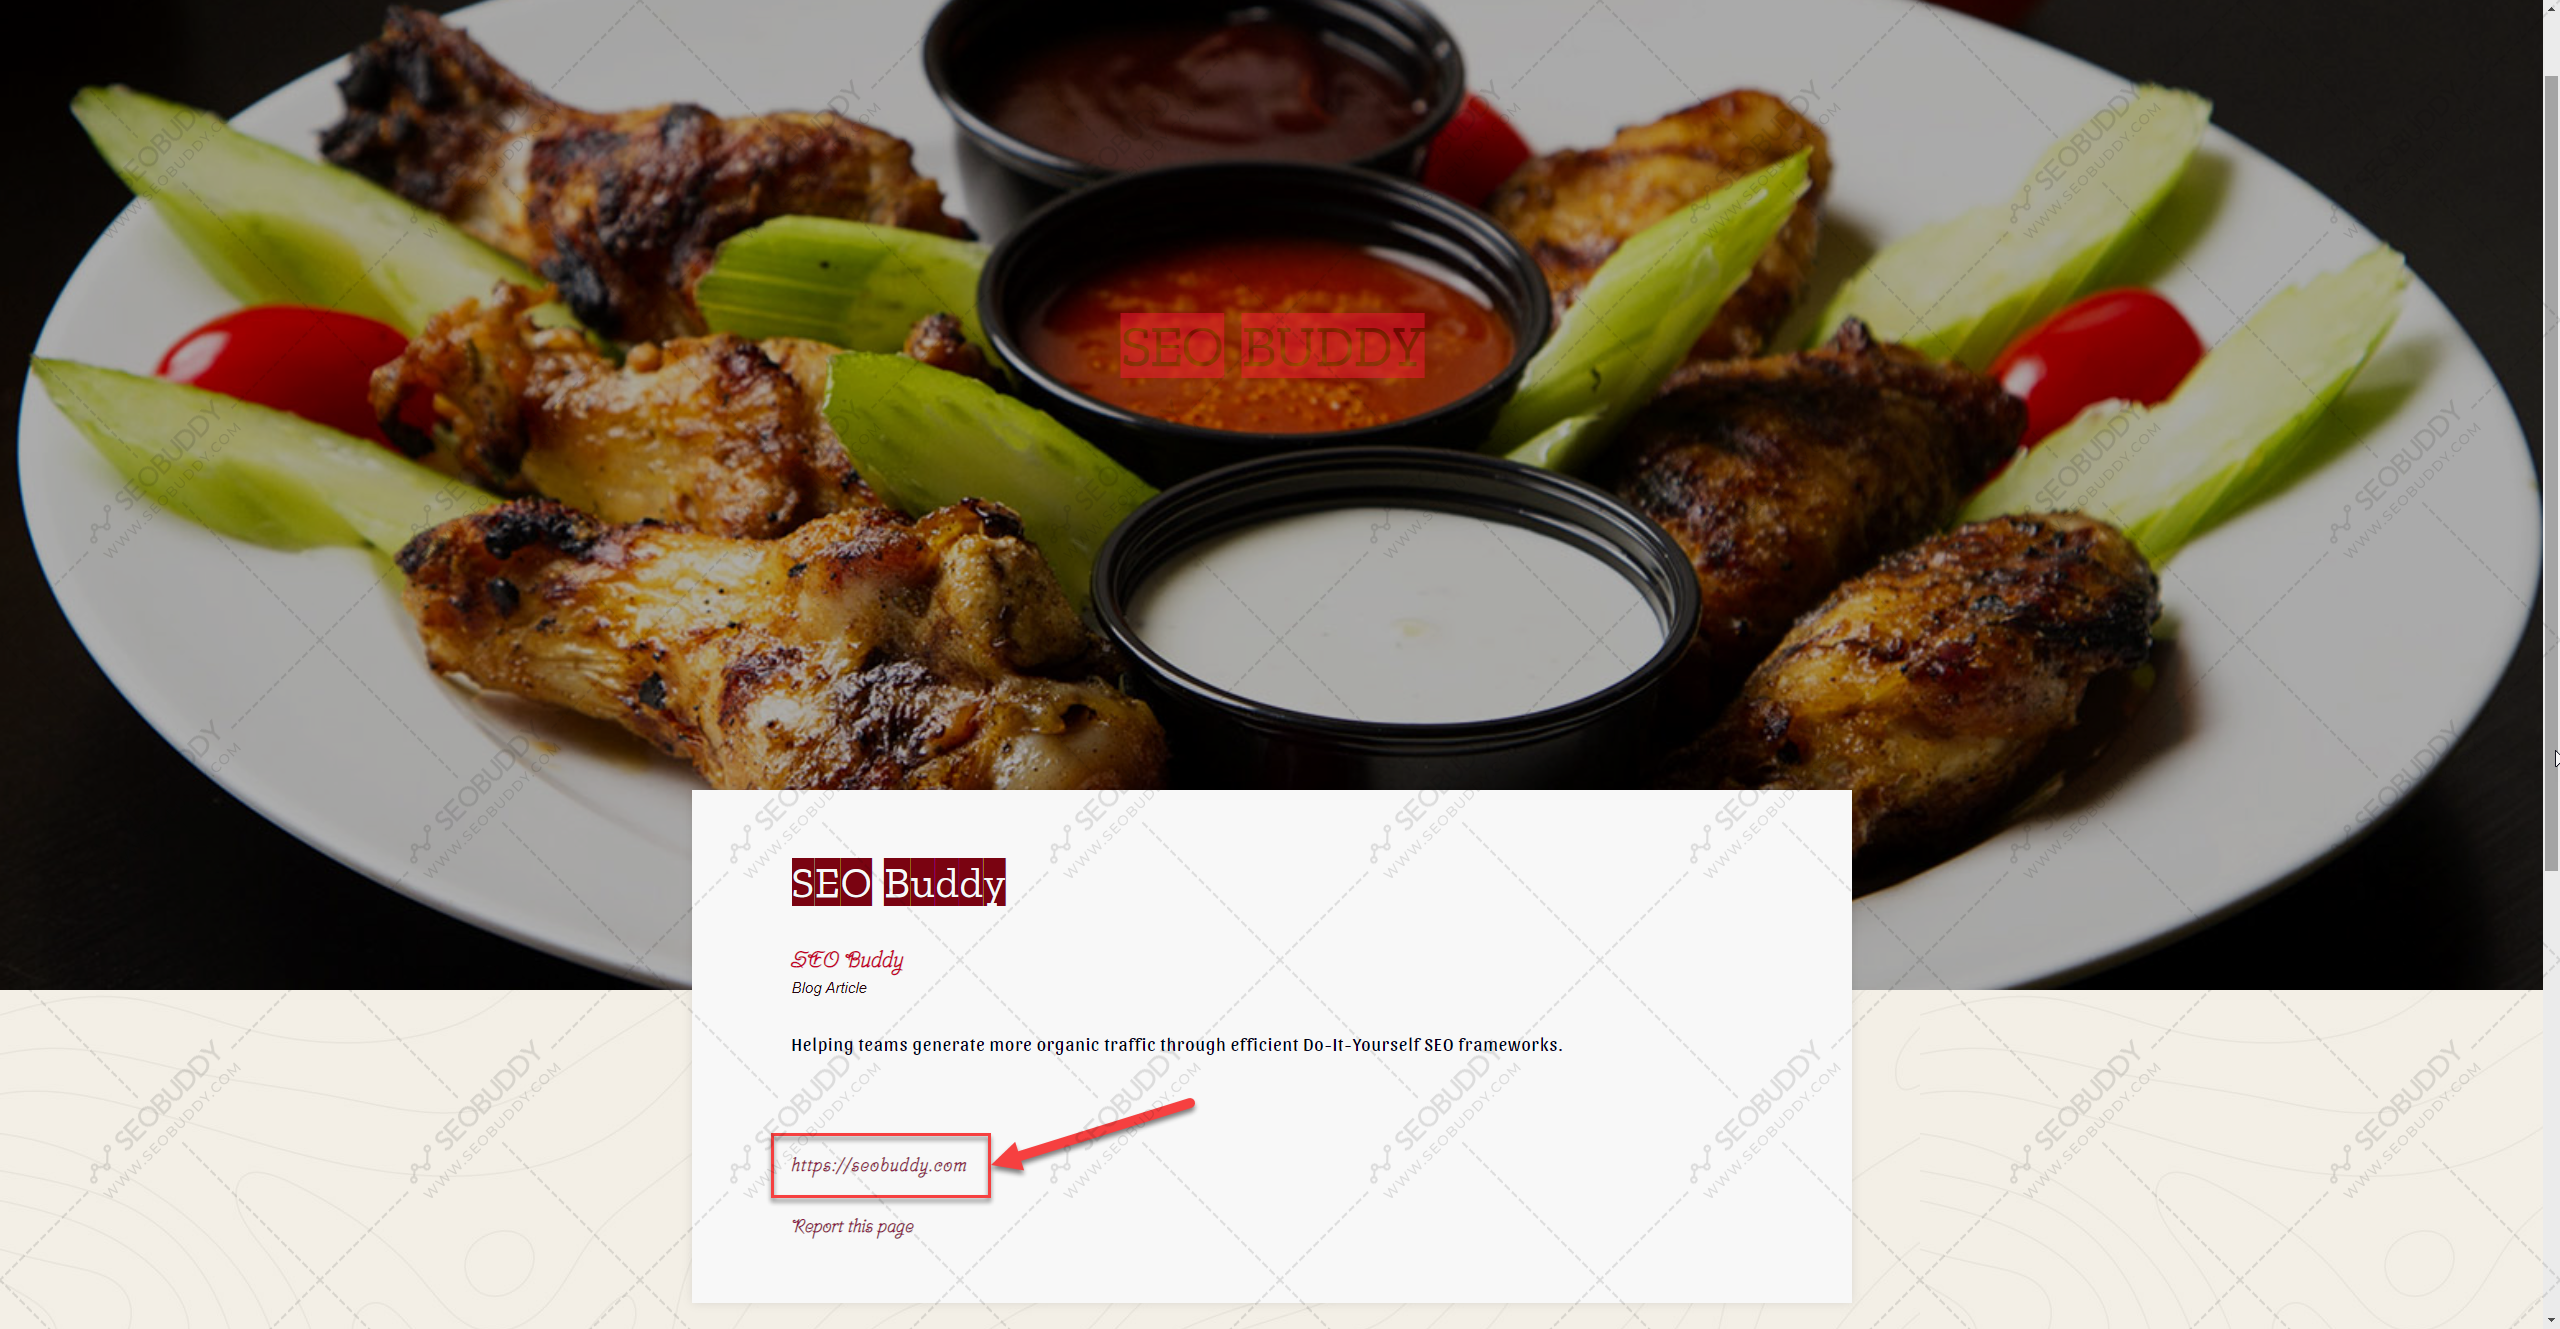 SEO BUDDY
SEO Buddy
SEO Buddy
Blog Article
Helping teams generate more organic traffic through efficient Do-It-Yourself SEO frameworks.
https://seobuddy.com
Report this page
SEOBUDDY
WWW.SEOBUDDY.COM